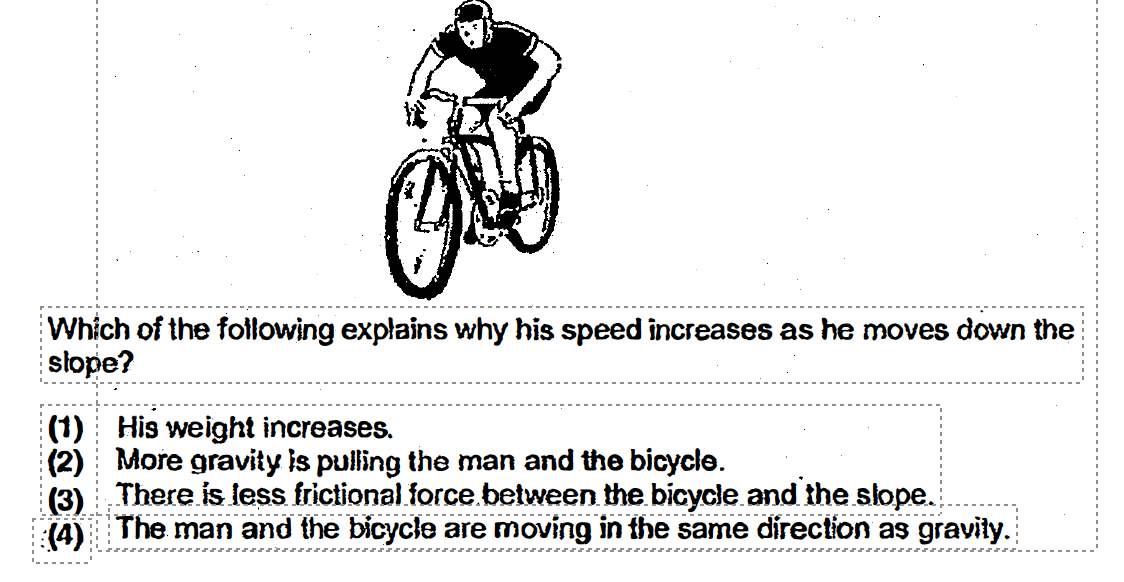 Which of the following explains why his speed increases as he moves down the
slope?
(1) His weight increases.
(2) More gravity is pulling the man and the bicycle.
(3) There is less frictional force between the bicycle and the slope.
(4) The man and the bicycle are moving in the same direction as gravity.